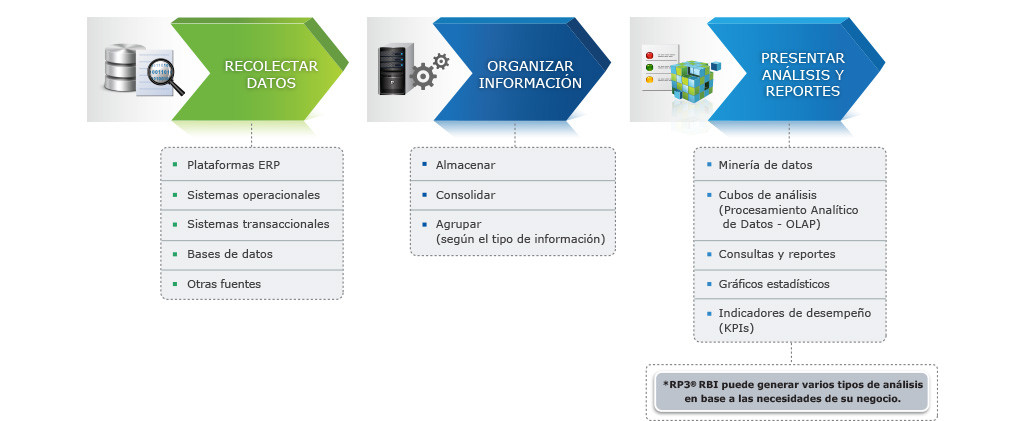 RECOLECTAR
DATOS
Plataformas ERP
Sistemas operacionales
Sistemas transaccionales
Bases de datos
Otras fuentes
ORGANIZAR
INFORMACIÓN
Almacenar
Consolidar
Agrupar
(según el tipo de información)
PRESENTAR
ANÁLISIS Y
REPORTES
Minería de datos
Cubos de análisis
(Procesamiento Analítico
de Datos - OLAP)
Consultas y reportes
Gráficos estadísticos
Indicadores de desempeño
(KPIs)
*RP3® RBI puede generar varios tipos de análisis
en base a las necesidades de su negocio.